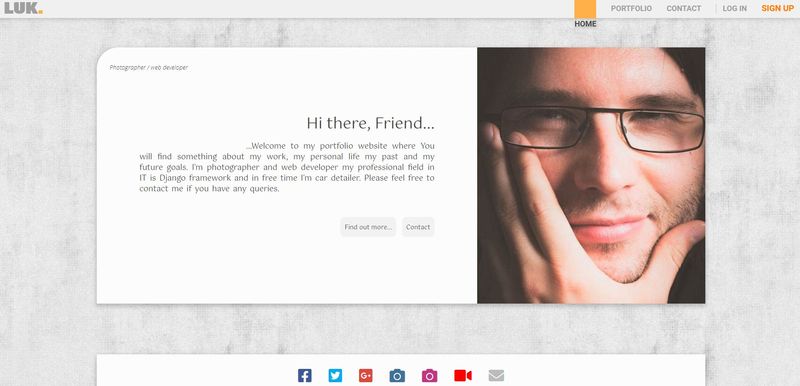 LUK.
HOME
PORTFOLIO
CONTACT
LOG IN
SIGN UP
Photographer / web developer
Hi there, Friend...
...Welcome to my portfolio website where You
will find something about my work, my personal life my past and my
future goals. I'm photographer and web developer my professional field in
IT is Django framework and in free time I'm car detailer. Please feel free to
contact me if you have any queries.
Find out more...
Contact